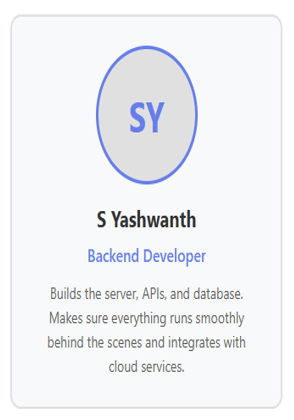 SY
S Yashwanth
Backend Developer
Builds the server, APIs, and database.
Makes sure everything runs smoothly
behind the scenes and integrates with
cloud services.